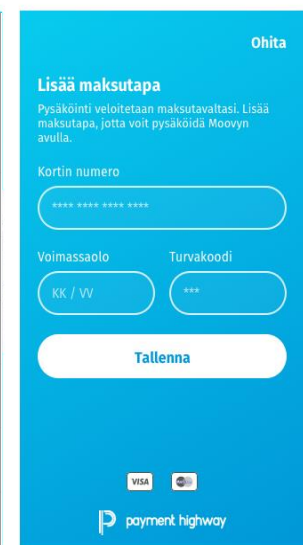 Ohita
Lisää maksutapa
Pysäköinti veloitetaan maksutavaltasi. Lisää
maksutapa, jotta voit pysäköidä Moovyn
avulla.
Kortin numero
**** **** **** ****
Voimassaolo Turvakoodi
KK / VV ***
Tallenna
VISA
payment highway